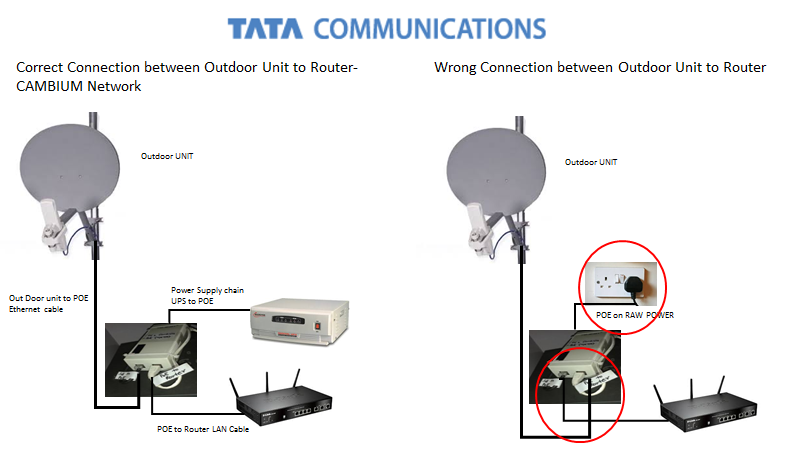 TATA COMMUNICATIONS
Correct Connection between Outdoor Unit to Router-
CAMBIUM Network
Wrong Connection between Outdoor Unit to Router
Outdoor UNIT
Outdoor UNIT
Out Door unit to POE
Ethernet cable
Power Supply chain
UPS to POE
POE on RAW POWER
POE to Router LAN Cable